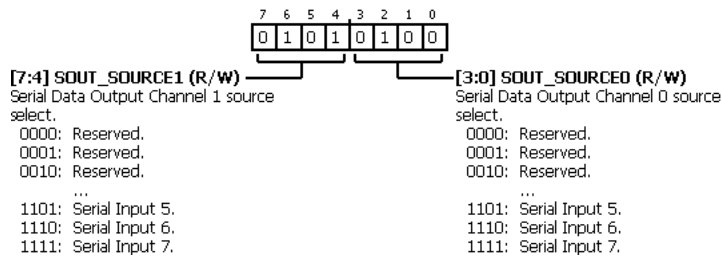 7 6 5 4 3 2 1 0
0 1 0 1 0 1 0 0
[7:4] SOUT_SOURCE1 (R/W)
Serial Data Output Channel 1 source
select.
0000: Reserved.
0001: Reserved.
0010: Reserved.
...
1101: Serial Input 5.
1110: Serial Input 6.
1111: Serial Input 7.
[3:0] SOUT_SOURCE0 (R/W)
Serial Data Output Channel 0 source
select.
0000: Reserved.
0001: Reserved.
0010: Reserved.
...
1101: Serial Input 5.
1110: Serial Input 6.
1111: Serial Input 7.